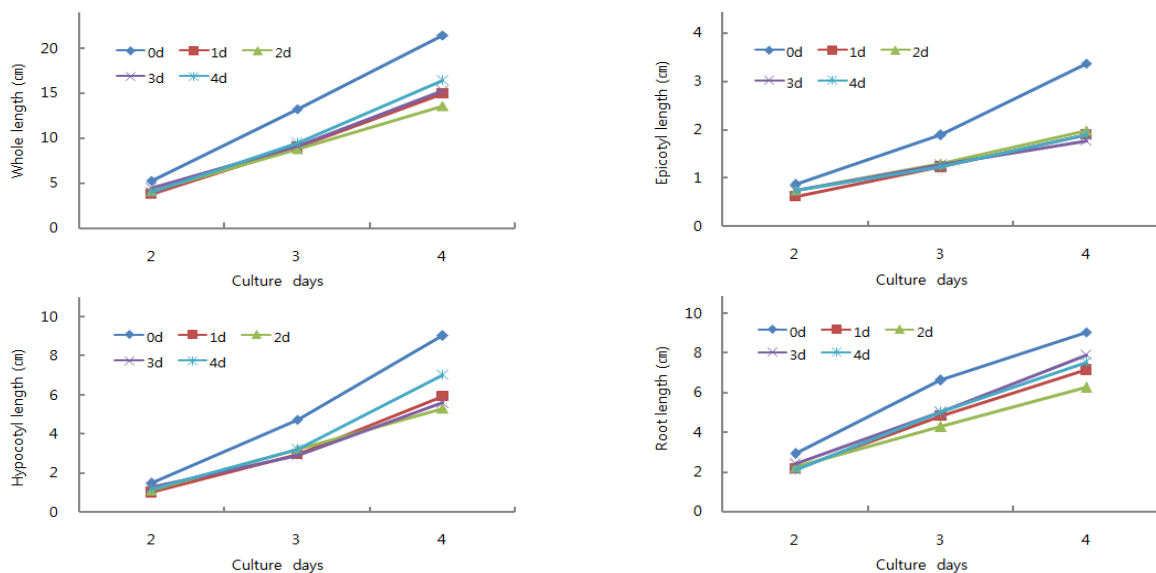 Whole length (㎝)
20
15
10
5
0
0d 1d 2d
3d 4d
2 3 4
Culture days
Epicotyl length (㎝)
4
3
2
1
0
0d 1d 2d
3d 4d
2 3 4
Culture days
Hypocotyl length (㎝)
10
8
6
4
2
0
0d 1d 2d
3d 4d
2 3 4
Culture days
Root length (㎝)
10
8
6
4
2
0
0d 1d 2d
3d 4d
2 3 4
Culture days